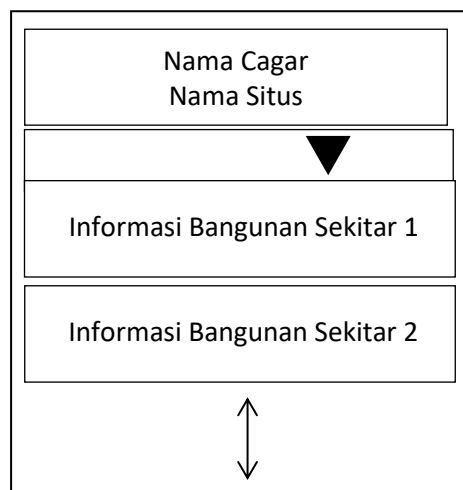 Nama Cagar
Nama Situs
Informasi Bangunan Sekitar 1
Informasi Bangunan Sekitar 2